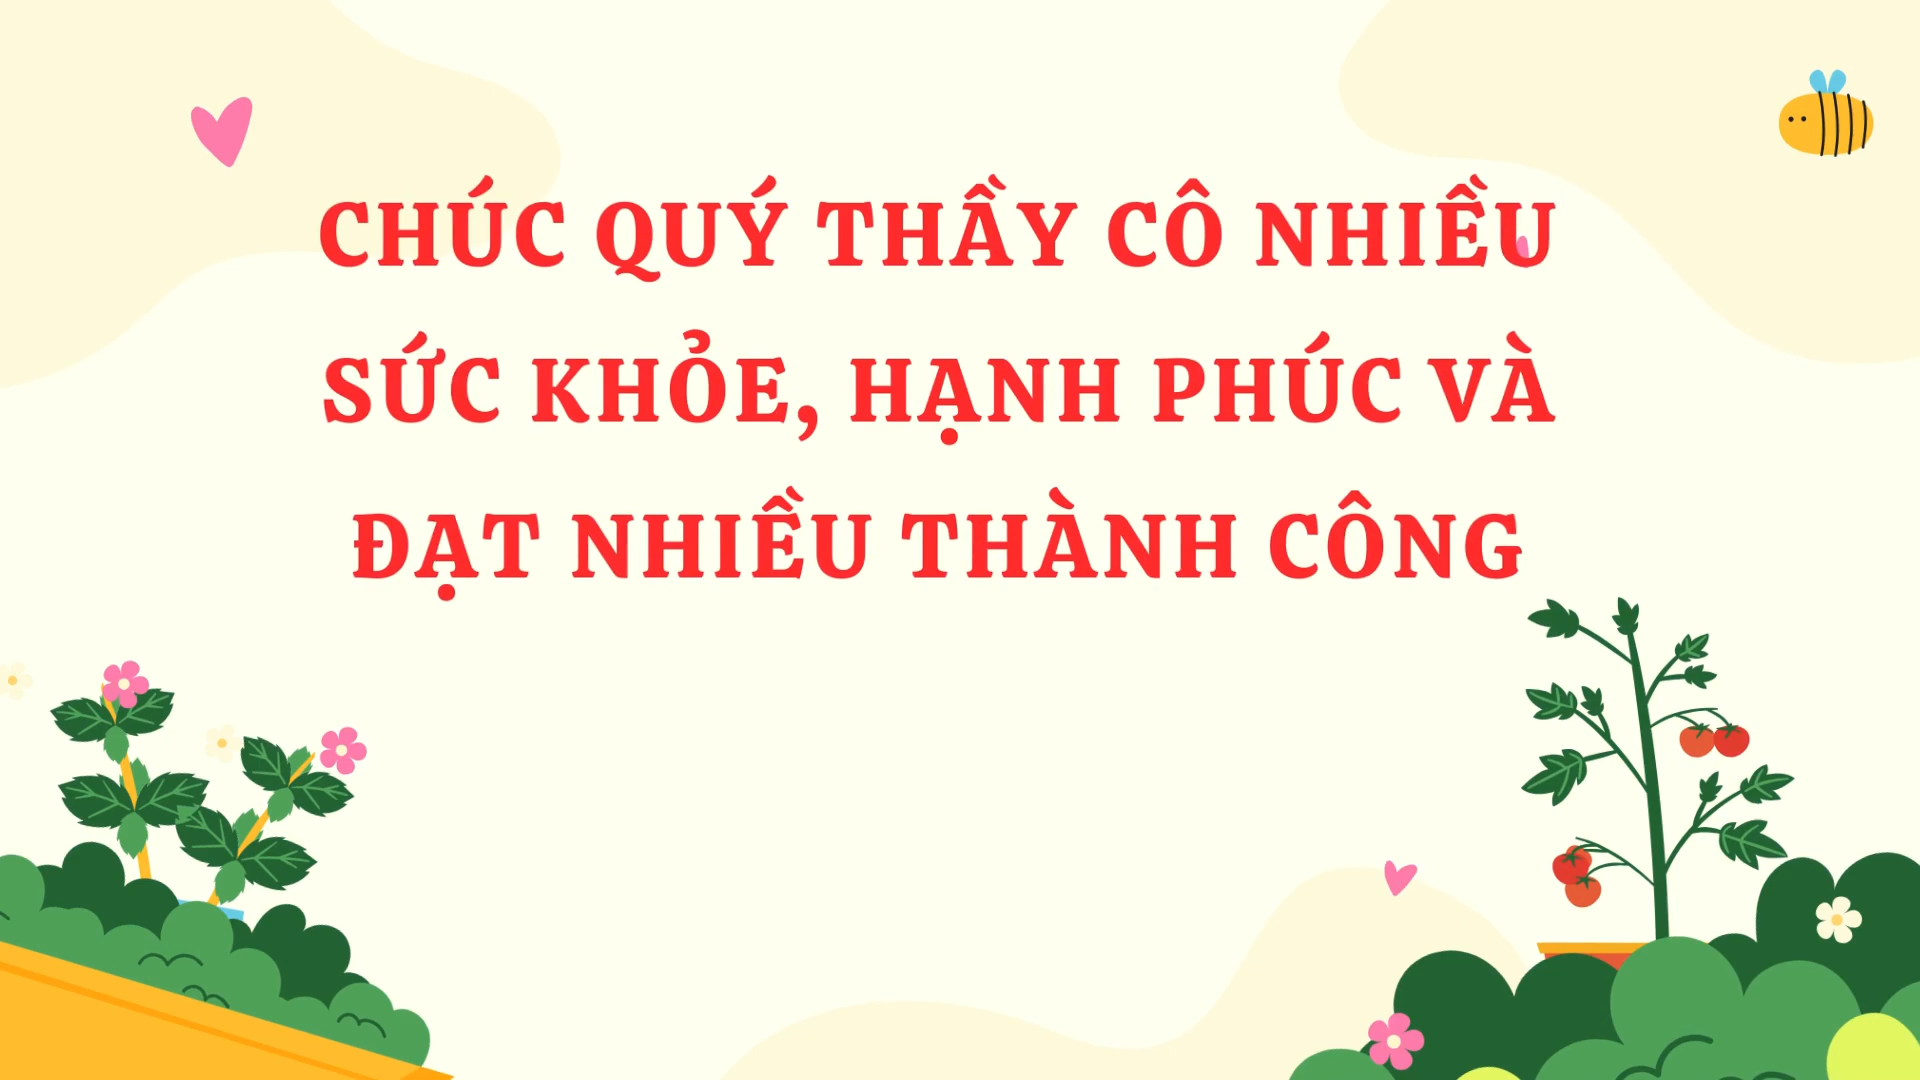 CHÚC QUÝ THẦY CÔ NHIỀU
SỨC KHỎE, HẠNH PHÚC VÀ
ĐẠT NHIỀU THÀNH CÔNG